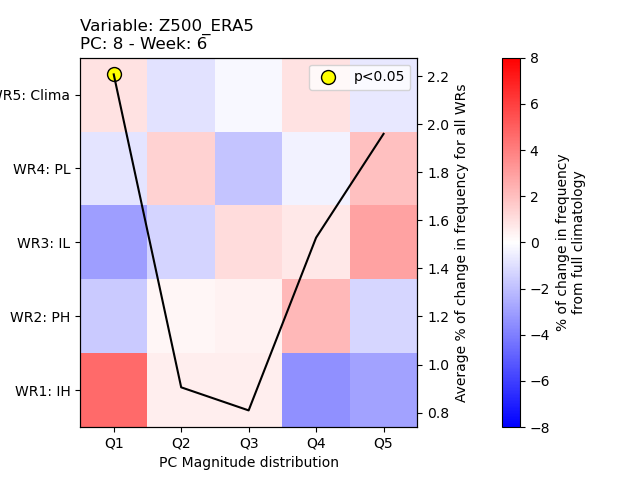 Variable: Z500_ERA5
PC: 8 - Week: 6
p<0.05
R5: Clima
WR4: PL
WR3: IL
WR2: PH
WR1: IH
Q1 Q2 Q3 Q4 Q5
PC Magnitude distribution
2.2
2.0
1.8
1.6
1.4
1.2
1.0
0.8
Average % of change in frequency for all WRs
8
6
4
2
0
−2
−4
−6
−8
% of change in frequency
from full climatology